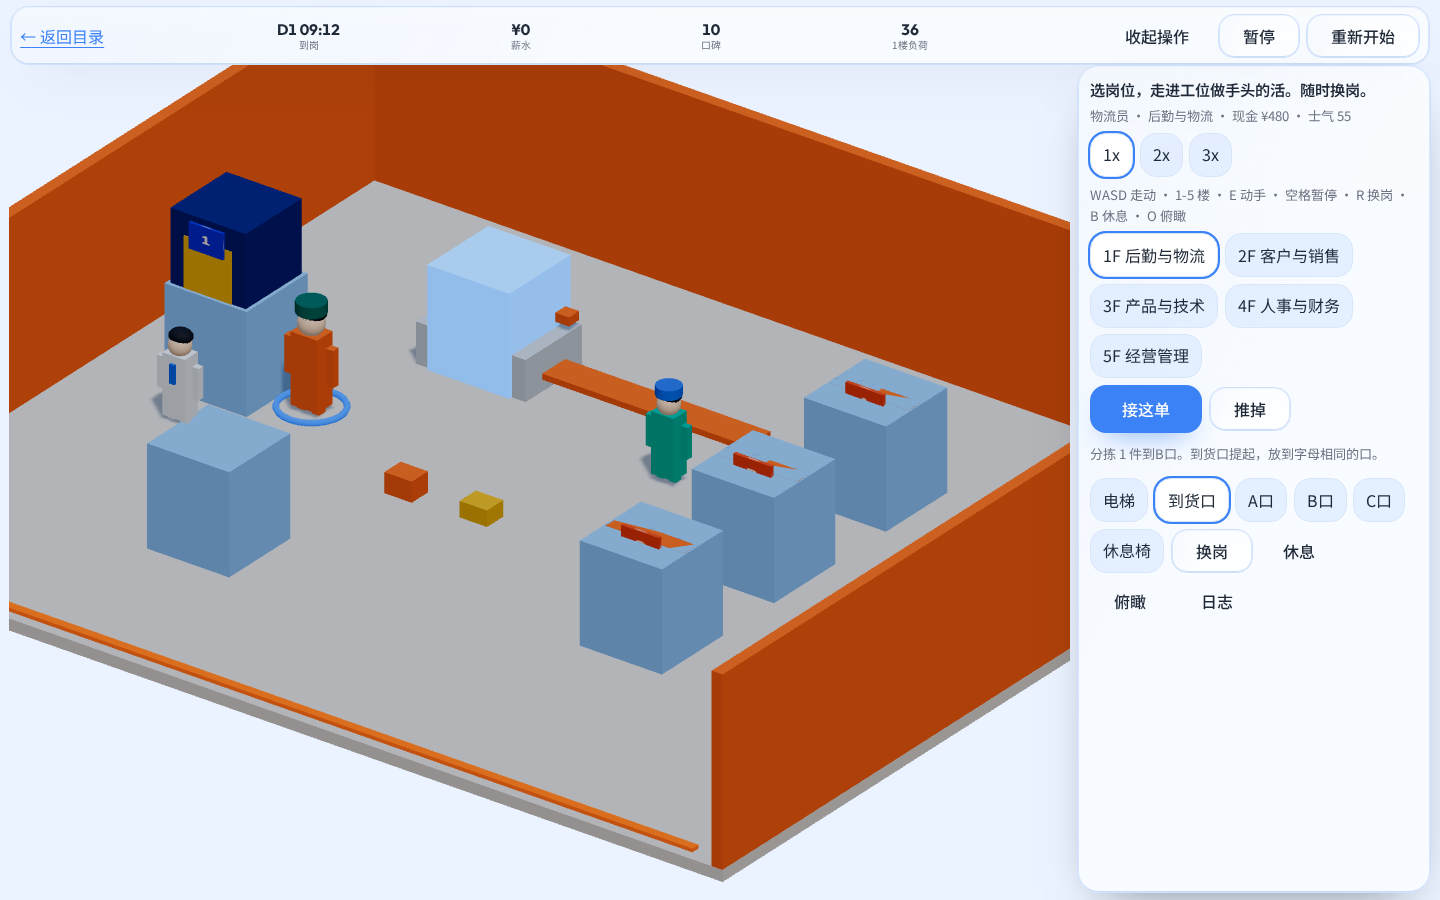 ← 返回目录
D1 09:12
到岗
¥0
薪水
10
口碑
36
1楼负荷
收起操作
暂停
重新开始
选岗位，走进工位做手头的活。随时换岗。
物流员 · 后勤与物流 · 现金 ¥480 · 士气 55
1x
2x
3x
WASD 走动 · 1-5 楼 · E 动手 · 空格暂停 · R 换岗 ·
B 休息 · O 俯瞰
1F 后勤与物流
2F 客户与销售
3F 产品与技术
4F 人事与财务
5F 经营管理
接这单
推掉
分拣 1 件到B口。到货口提起，放到字母相同的口。
电梯
到货口
A口
B口
C口
休息椅
换岗
休息
俯瞰
日志
1